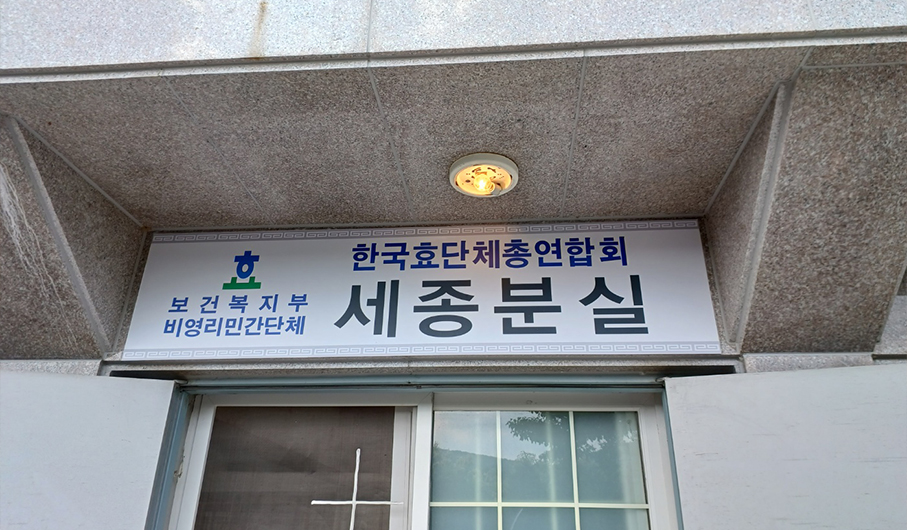 효
보건복지부
비영리민간단체
한국효단체총연합회
세종분실